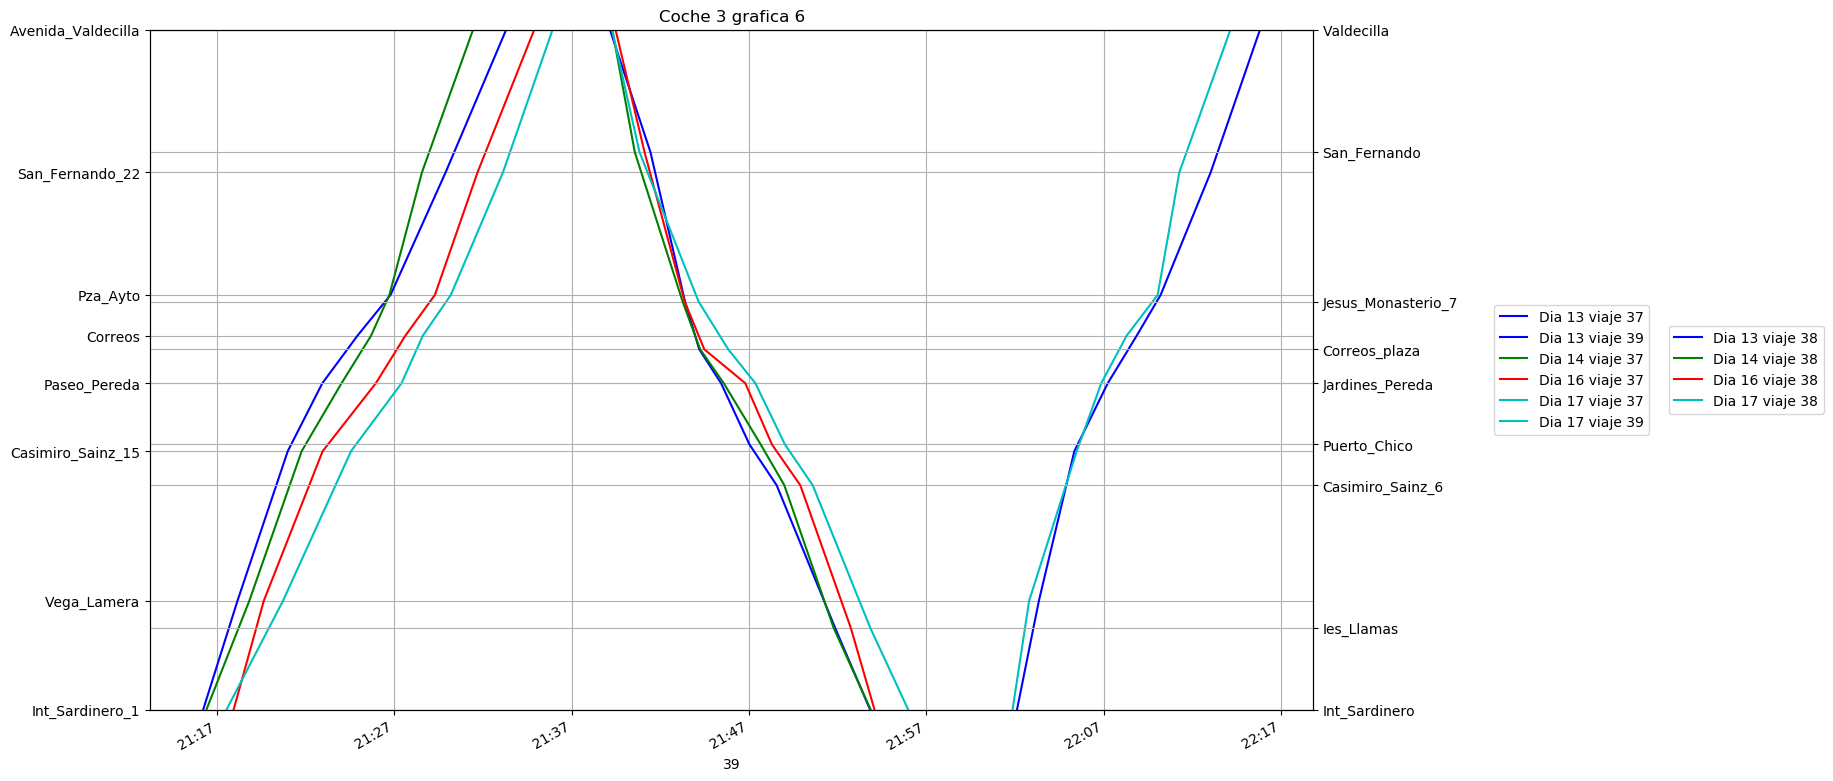 Coche 3 grafica 6
Avenida_Valdecilla
San_Fernando_22
Pza_Ayto
Correos
Paseo_Pereda
Casimiro_Sainz_15
Vega_Lamera
Int_Sardinero_1
Valdecilla
San_Fernando
Jesus_Monasterio_7
Correos_plaza
Jardines_Pereda
Puerto_Chico
Casimiro_Sainz_6
Ies_Llamas
Int_Sardinero
21:17
21:27
21:37
21:47
21:57
22:07
22:17
39
Dia 13 viaje 37
Dia 13 viaje 39
Dia 14 viaje 37
Dia 16 viaje 37
Dia 17 viaje 37
Dia 17 viaje 39
Dia 13 viaje 38
Dia 14 viaje 38
Dia 16 viaje 38
Dia 17 viaje 38